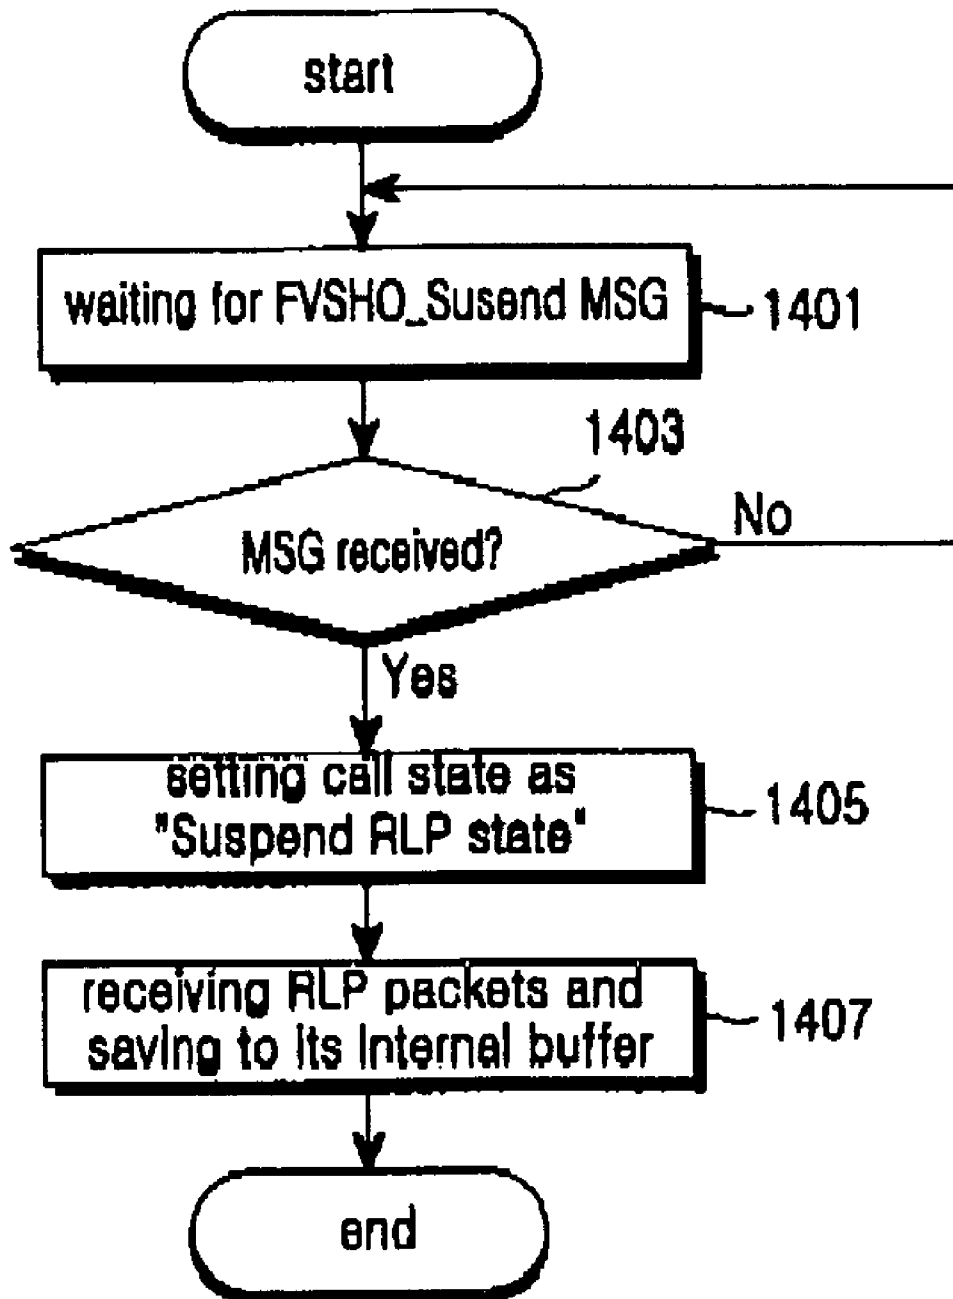 start
waiting for FVSHO_Susend MSG
1401
1403
MSG received?
No
Yes
setting call state as
"Suspend RLP state"
1405
receiving RLP packets and
saving to its internal buffer
1407
end